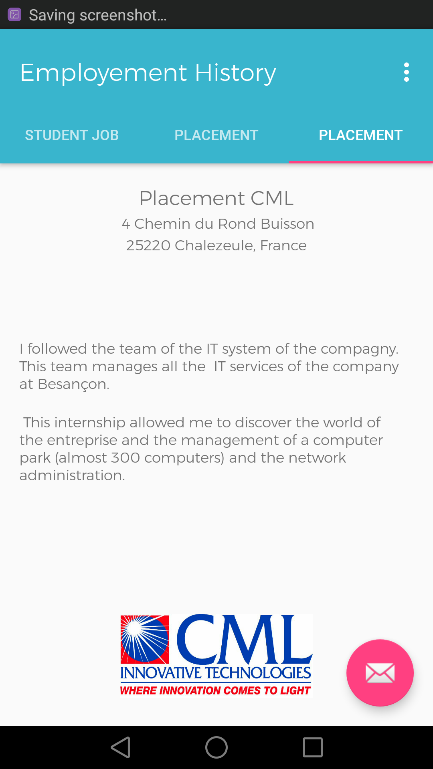 Saving screenshot...
Employement History
STUDENT JOB
PLACEMENT
PLACEMENT
Placement CML
4 Chemin du Rond Buisson
25220 Chalezeule, France
I followed the team of the IT system of the compagny.
This team manages all the  IT services of the company
at Besançon.
This internship allowed me to discover the world of
the entreprise and the management of a computer
park (almost 300 computers) and the network
administration.
CML
INNOVATIVE TECHNOLOGIES
WHERE INNOVATION COMES TO LIGHT